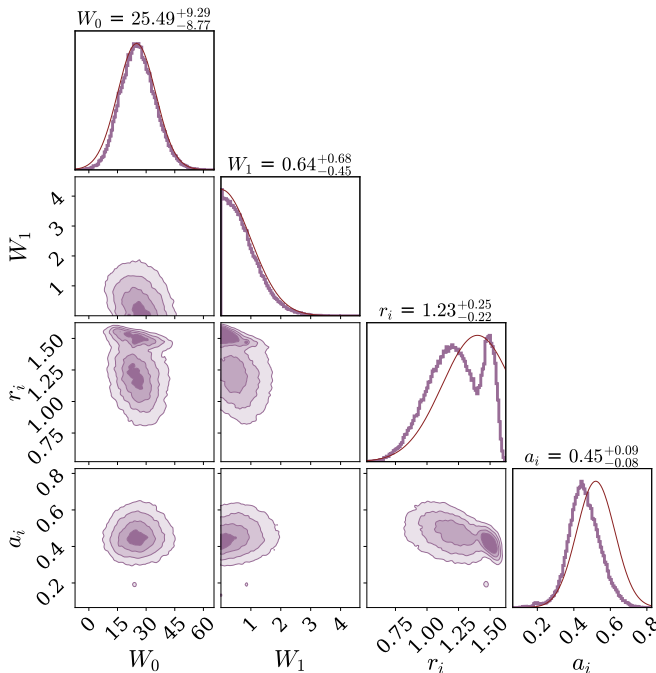 W_0 = 25.49^{+9.29}_{-8.77}
W_1 = 0.64^{+0.68}_{-0.45}
W_1
4
3
2
1
r_i = 1.23^{+0.25}_{-0.22}
r_i
1.50
1.25
1.00
0.75
a_i = 0.45^{+0.09}_{-0.08}
a_i
0.8
0.6
0.4
0.2
0 15 30 45 60
1 2 3 4
0.75 1.00 1.25 1.50
0.2 0.4 0.6 0.8
W_0 W_1 r_i a_i